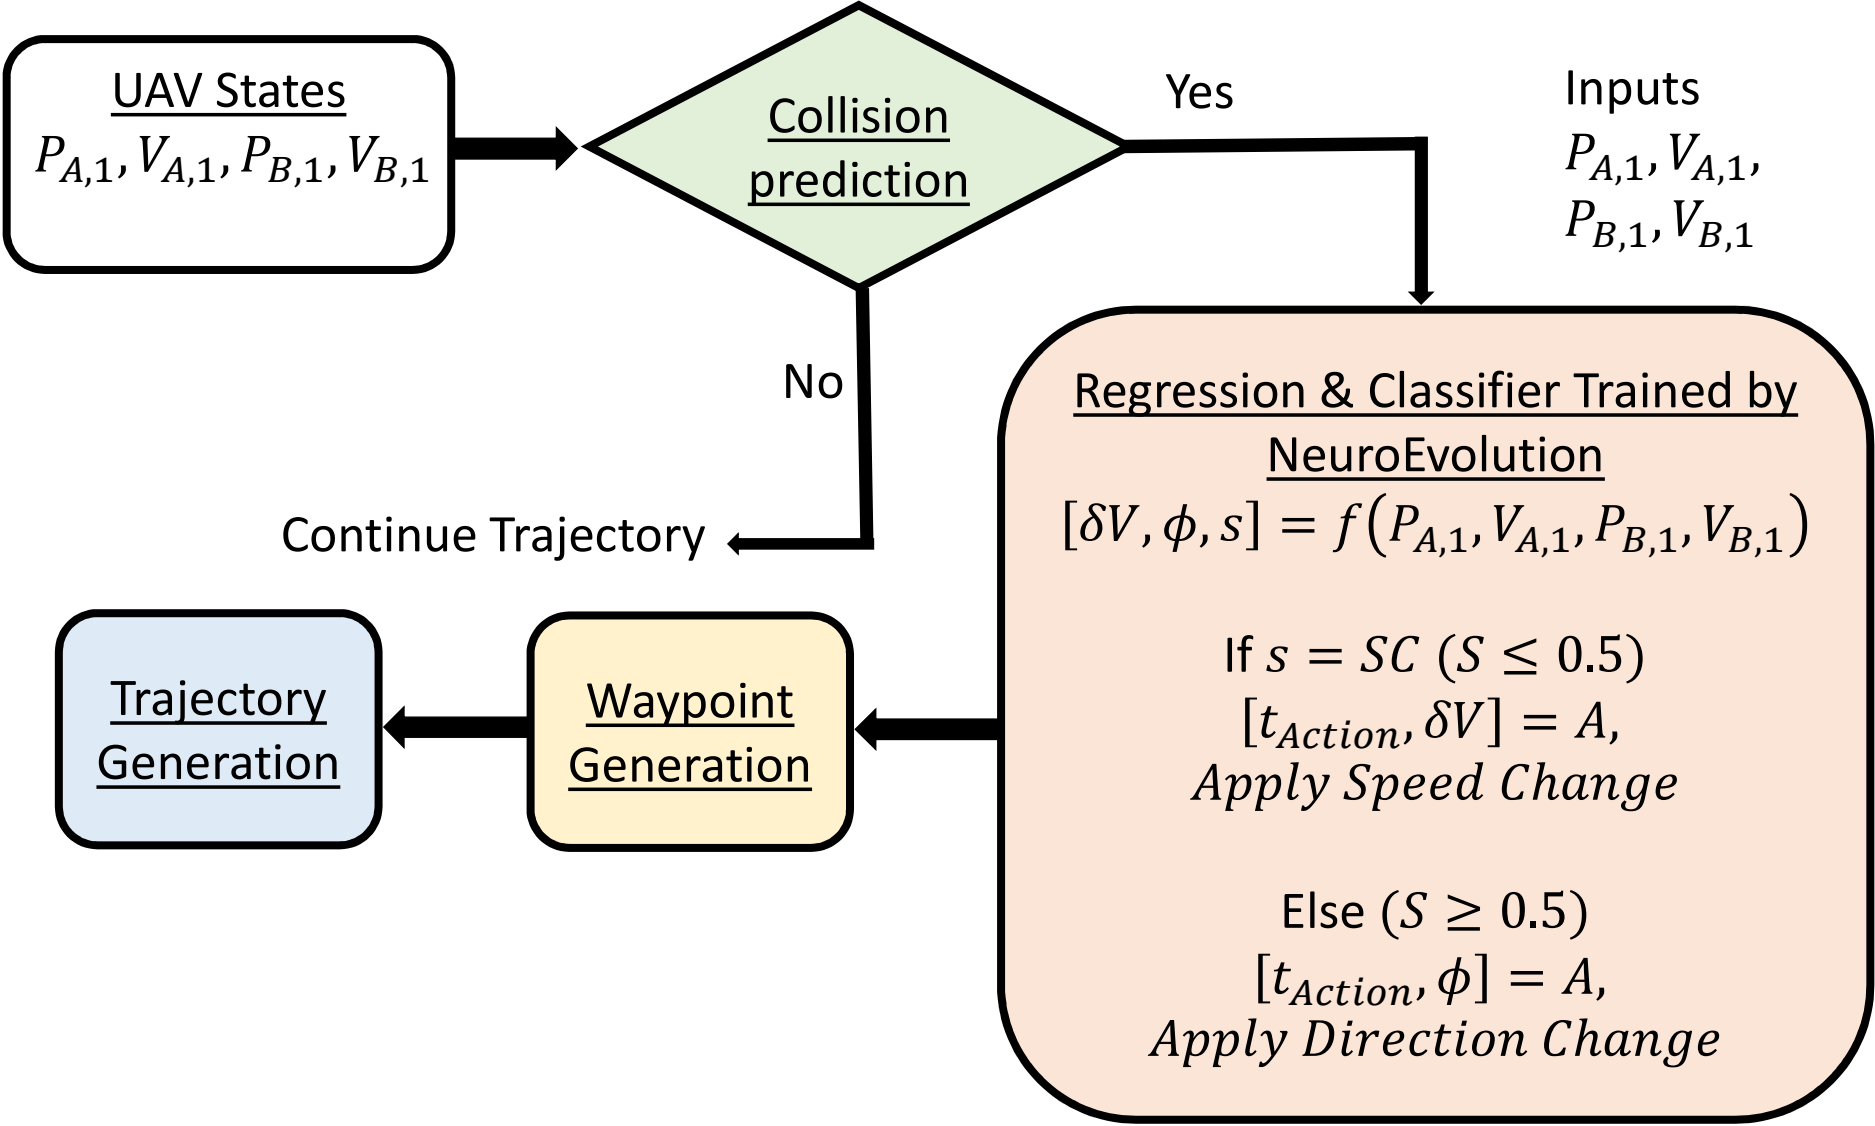 UAV States
P_{A,1}, V_{A,1}, P_{B,1}, V_{B,1}
Collision
prediction
Yes
Inputs
P_{A,1}, V_{A,1},
P_{B,1}, V_{B,1}
No
Continue Trajectory
Regression & Classifier Trained by
NeuroEvolution
[δV, ϕ, s] = f(P_{A,1}, V_{A,1}, P_{B,1}, V_{B,1})
If s = SC (S ≤ 0.5)
[t_{Action}, δV] = A,
Apply Speed Change
Else (S ≥ 0.5)
[t_{Action}, ϕ] = A,
Apply Direction Change
Waypoint
Generation
Trajectory
Generation